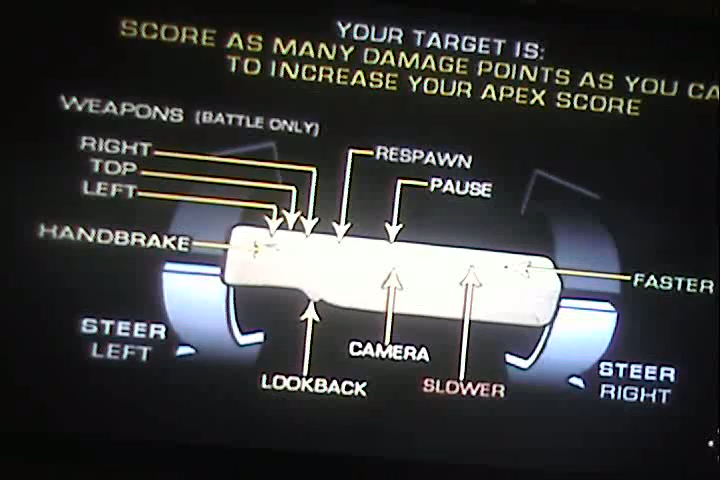 YOUR TARGET IS:
SCORE AS MANY DAMAGE POINTS AS YOU CA
TO INCREASE YOUR APEX SCORE
WEAPONS (BATTLE ONLY)
RIGHT
TOP
LEFT
RESPAWN
PAUSE
HANDBRAKE
FASTER
STEER
LEFT
CAMERA
LOOKBACK
SLOWER
STEER
RIGHT